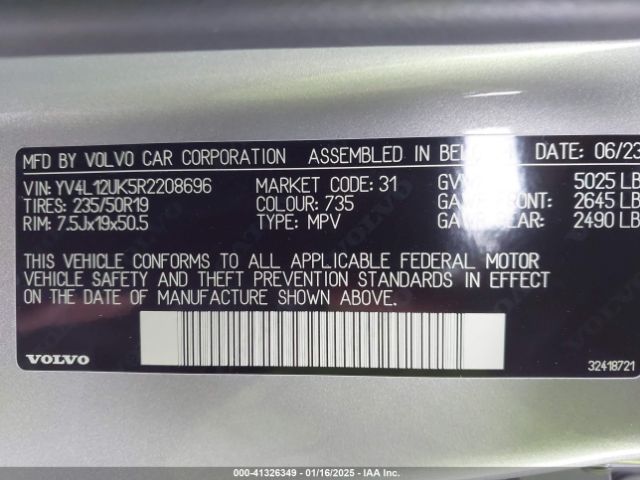 MFD BY VOLVO CAR CORPORATION ASSEMBLED IN DATE: 06/23
VIN: YV4L12UK5R2208696 MARKET CODE: 31 5025 LB
TIRES: 235/50R19 COLOUR: 735 FRONT: 2645 LB
RIM: 7.5Jx19x50.5 TYPE: MPV REAR: 2490 LB
THIS VEHICLE CONFORMS TO ALL APPLICABLE FEDERAL MOTOR
VEHICLE SAFETY AND THEFT PREVENTION STANDARDS IN EFFECT
ON THE DATE OF MANUFACTURE SHOWN ABOVE.
VOLVO 32418721
000-41326349 — 01/16/2025 — IAA Inc.